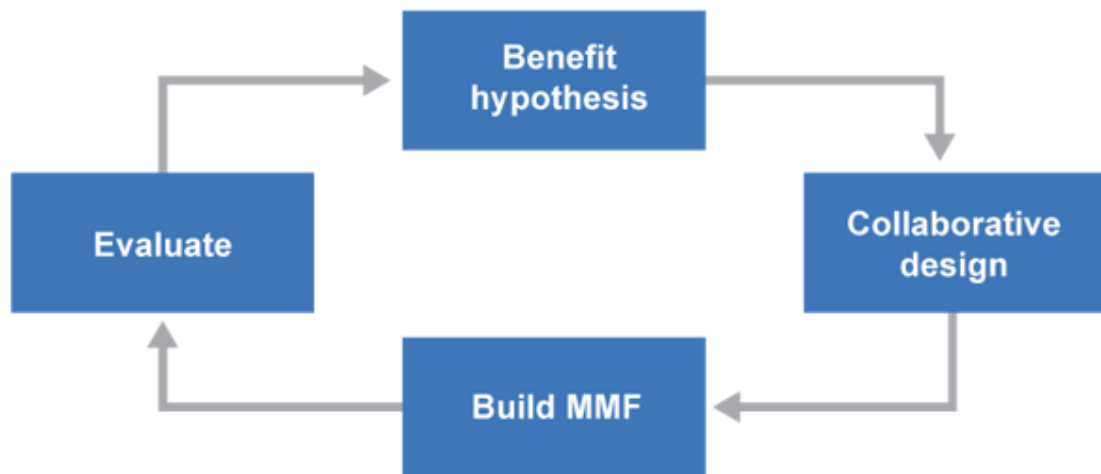 Benefit
hypothesis
Collaborative
design
Build MMF
Evaluate